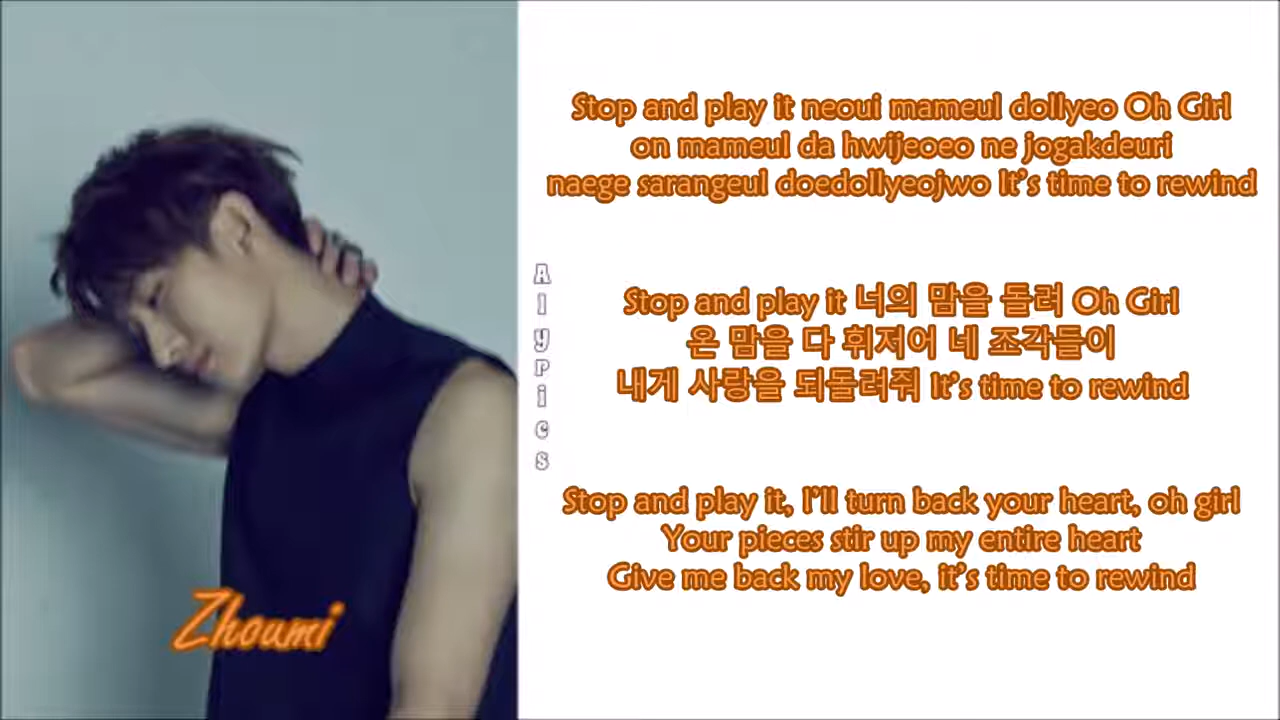 Stop and play it neoui mameul dollyeo Oh Girl
on mameul da hwijeoeo ne jogakdeuri
naege sarangeul doedollyeojwo It's time to rewind
Stop and play it 너의 맘을 돌려 Oh Girl
온 맘을 다 휘저어 네 조각들이
내게 사랑을 되돌려줘 It's time to rewind
Stop and play it, I'll turn back your heart, oh girl
Your pieces stir up my entire heart
Give me back my love, it's time to rewind
Alyrics
Zhoumi